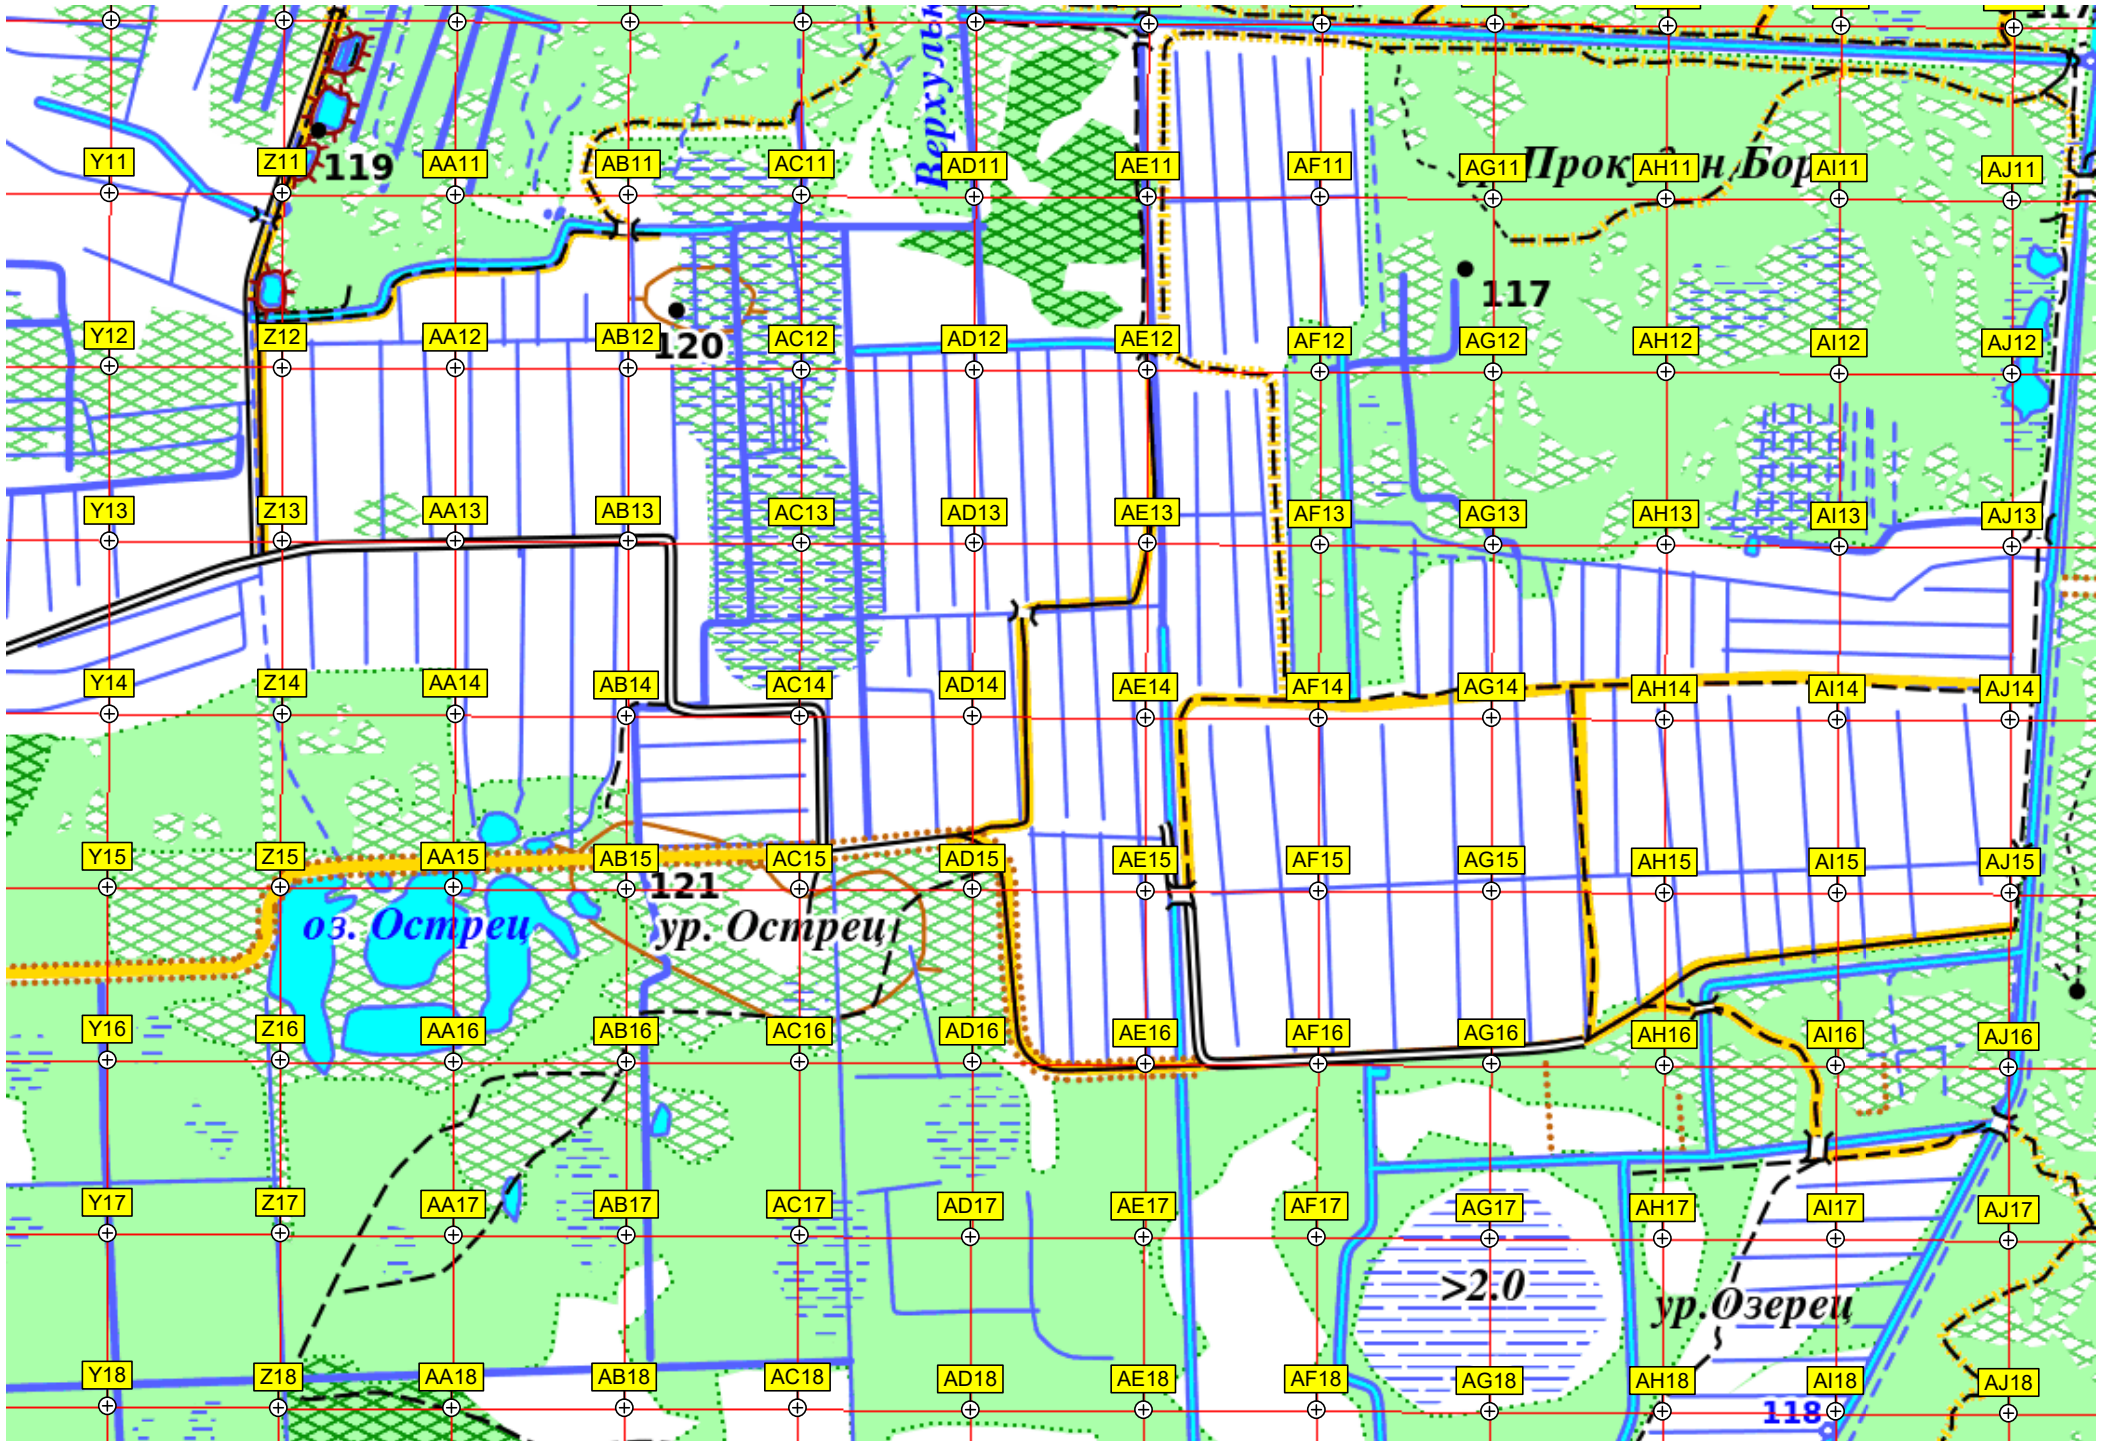 117
Верхульк
Y11 Z11 AA11 AB11 AC11 AD11 AE11 AF11 AG11 AH11 AI11 AJ11
119
Прок н Бор
117
Y12 Z12 AA12 AB12 AC12 AD12 AE12 AF12 AG12 AH12 AI12 AJ12
120
Y13 Z13 AA13 AB13 AC13 AD13 AE13 AF13 AG13 AH13 AI13 AJ13
Y14 Z14 AA14 AB14 AC14 AD14 AE14 AF14 AG14 AH14 AI14 AJ14
Y15 Z15 AA15 AB15 AC15 AD15 AE15 AF15 AG15 AH15 AI15 AJ15
121
оз. Острец
ур. Острец
Y16 Z16 AA16 AB16 AC16 AD16 AE16 AF16 AG16 AH16 AI16 AJ16
Y17 Z17 AA17 AB17 AC17 AD17 AE17 AF17 AG17 AH17 AI17 AJ17
>2.0
ур.Озерец
Y18 Z18 AA18 AB18 AC18 AD18 AE18 AF18 AG18 AH18 AI18 AJ18
118